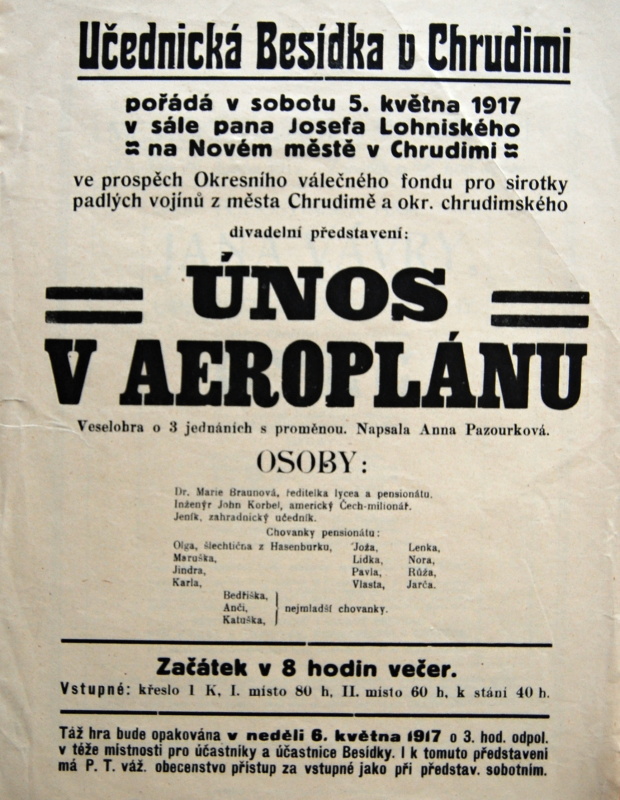 Učednická Besídka v Chrudimi
pořádá v sobotu 5. května 1917
v sále pana Josefa Lohniského
na Novém městě v Chrudimi
ve prospěch Okresního válečného fondu pro sirotky
padlých vojínů z města Chrudimě a okr. chrudimského
divadelní představení:
ÚNOS
V AEROPLÁNU
Veselohra o 3 jednáních s proměnou. Napsala Anna Pazourková.
OSOBY:
Dr. Marie Braunová, ředitelka lycea a pensionátu.
Inženýr John Korbel, americký Čech-milionář.
Jeník, zahradnický učedník.
Chovanky pensionátu:
Olga, šlechtična z Hasenburku, Joža, Lenka,
Maruška, Lidka, Nora,
Jindra, Pavla, Růža,
Karla, Vlasta, Jarča.
Bedřiška,
Anči, nejmladší chovanky.
Katuška,
Začátek v 8 hodin večer.
Vstupné: křeslo 1 K, I. místo 80 h, II. místo 60 h, k stání 40 h.
Táž hra bude opakována v neděli 6. května 1917 o 3. hod. odpol.
v téže místnosti pro účastníky a účastnice Besídky. I k tomuto představení
má P. T. váž. obecenstvo přístup za vstupné jako při představ. sobotním.